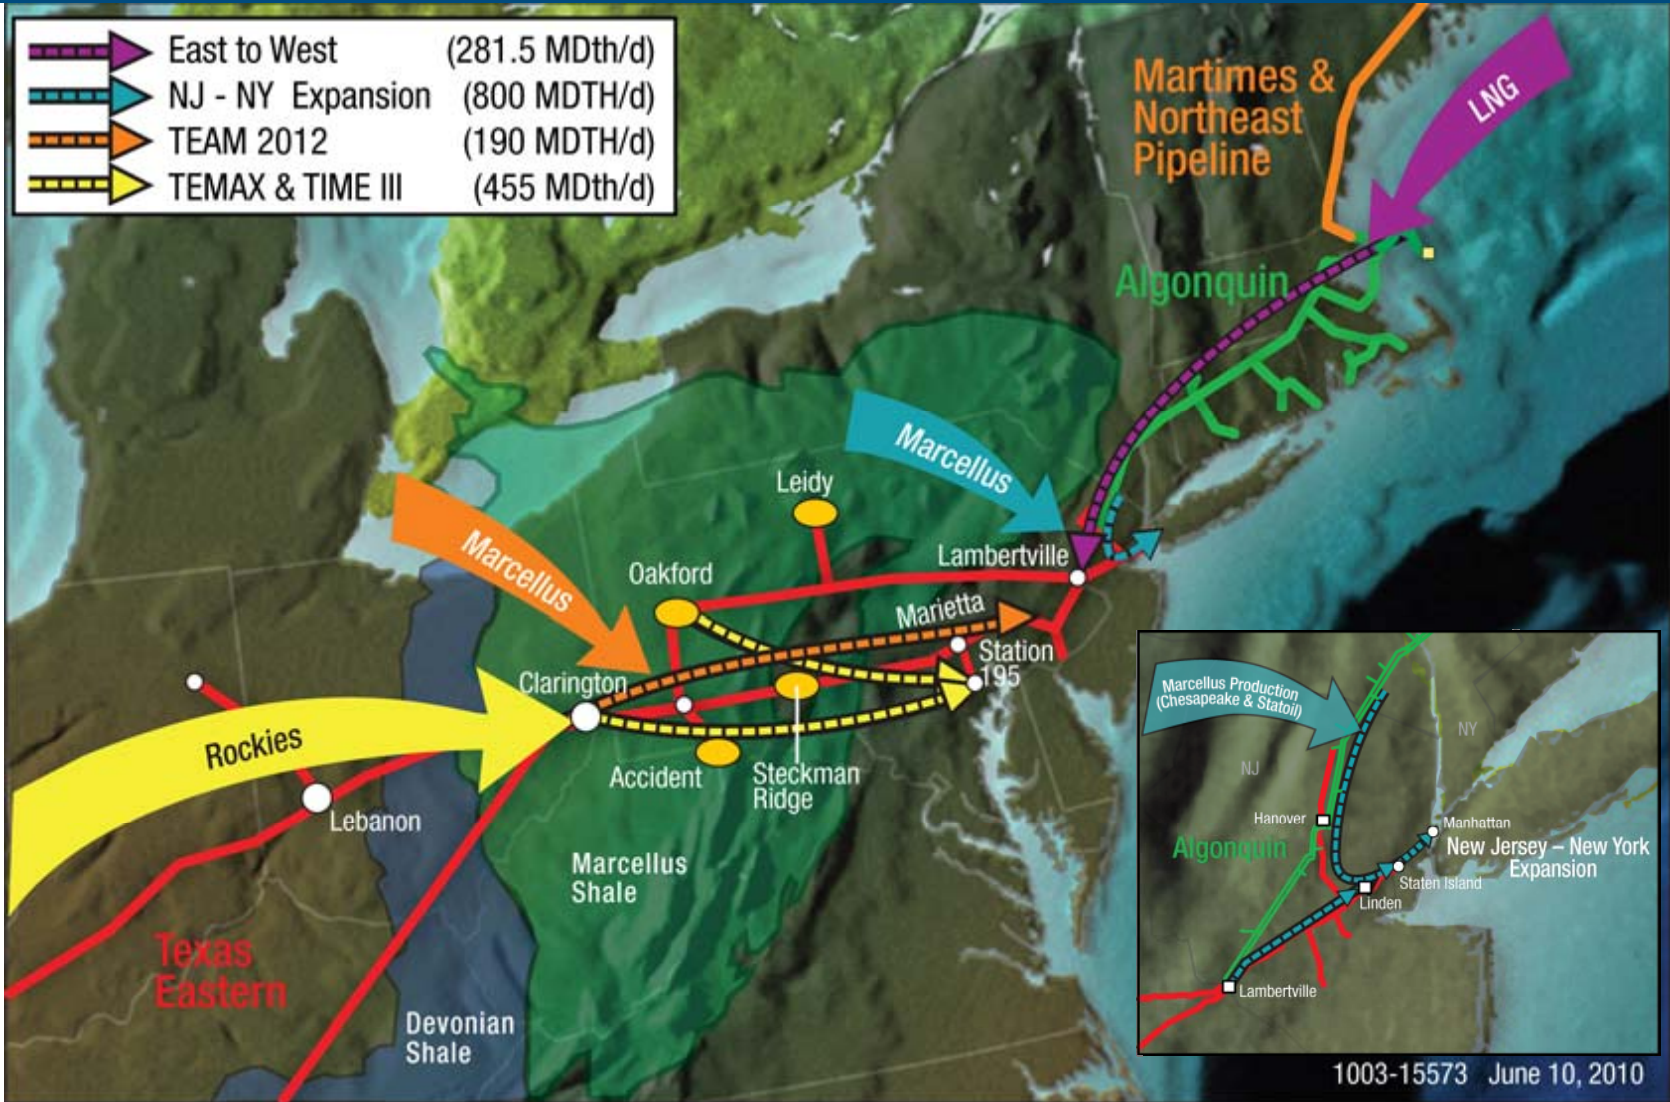 East to West (281.5 MDth/d)
NJ - NY Expansion (800 MDTH/d)
TEAM 2012 (190 MDTH/d)
TEMAX & TIME III (455 MDth/d)
Martimes &
Northeast
Pipeline
LNG
Algonquin
Marcellus
Leidy
Lambertville
Oakford
Marcellus
Marietta
Station
195
Clarington
Rockies
Accident
Steckman
Ridge
Lebanon
Marcellus
Shale
Texas
Eastern
Devonian
Shale
Marcellus Production
(Chesapeake & Statoil)
NY
NJ
Hanover
Manhattan
Algonquin
New Jersey – New York
Expansion
Staten Island
Linden
Lambertville
1003-15573 June 10, 2010